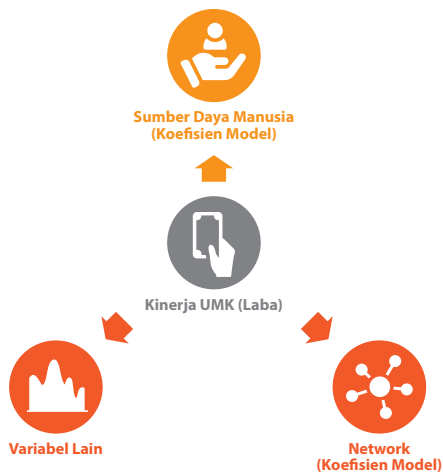 Sumber Daya Manusia
(Koefisien Model)
Kinerja UMK (Laba)
Variabel Lain
Network
(Koefisien Model)